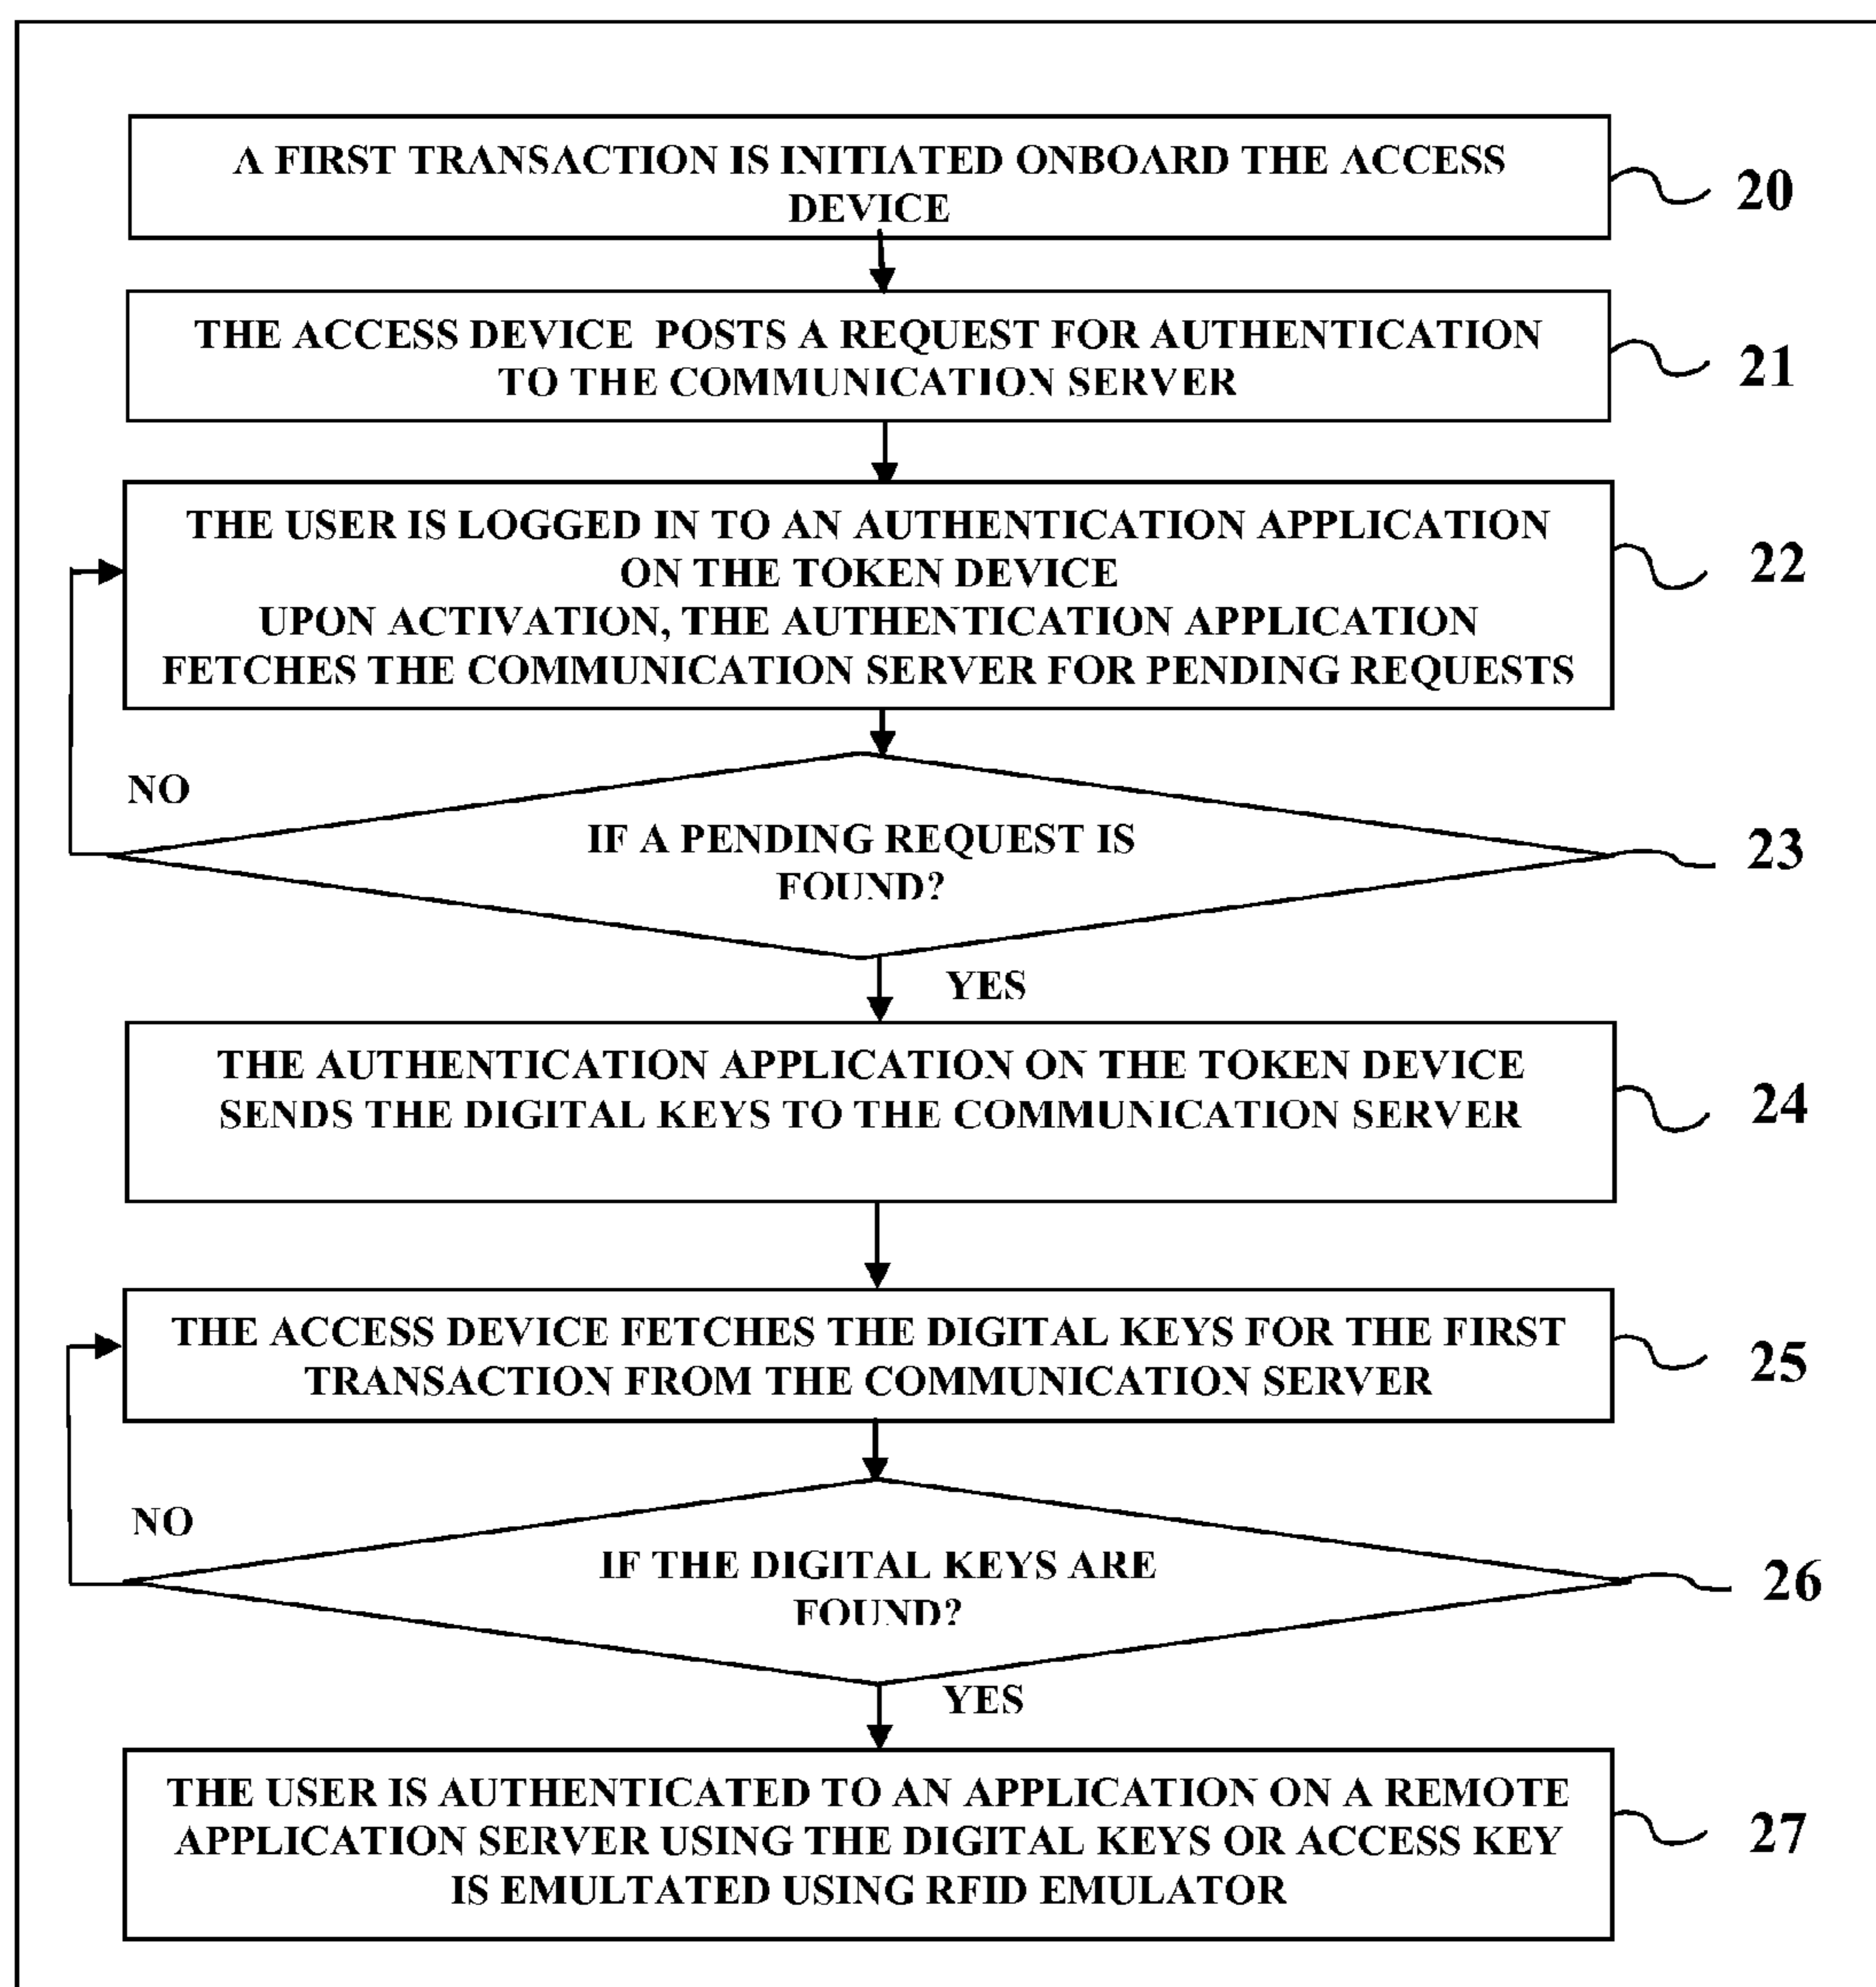 A FIRST TRANSACTION IS INITIATED ONBOARD THE ACCESS
DEVICE
20
THE ACCESS DEVICE POSTS A REQUEST FOR AUTHENTICATION
TO THE COMMUNICATION SERVER
21
THE USER IS LOGGED IN TO AN AUTHENTICATION APPLICATION
ON THE TOKEN DEVICE
UPON ACTIVATION, THE AUTHENTICATION APPLICATION
FETCHES THE COMMUNICATION SERVER FOR PENDING REQUESTS
22
NO
IF A PENDING REQUEST IS
FOUND?
23
YES
THE AUTHENTICATION APPLICATION ON THE TOKEN DEVICE
SENDS THE DIGITAL KEYS TO THE COMMUNICATION SERVER
24
THE ACCESS DEVICE FETCHES THE DIGITAL KEYS FOR THE FIRST
TRANSACTION FROM THE COMMUNICATION SERVER
25
NO
IF THE DIGITAL KEYS ARE
FOUND?
26
YES
THE USER IS AUTHENTICATED TO AN APPLICATION ON A REMOTE
APPLICATION SERVER USING THE DIGITAL KEYS OR ACCESS KEY
IS EMULTATED USING RFID EMULATOR
27